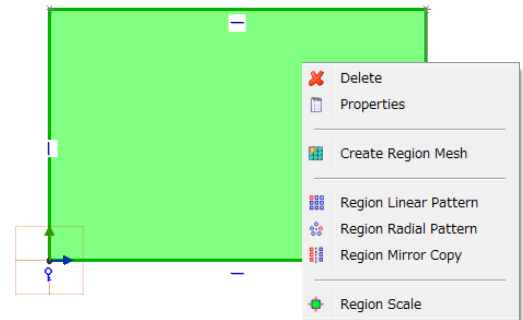 Delete
Properties
Create Region Mesh
Region Linear Pattern
Region Radial Pattern
Region Mirror Copy
Region Scale